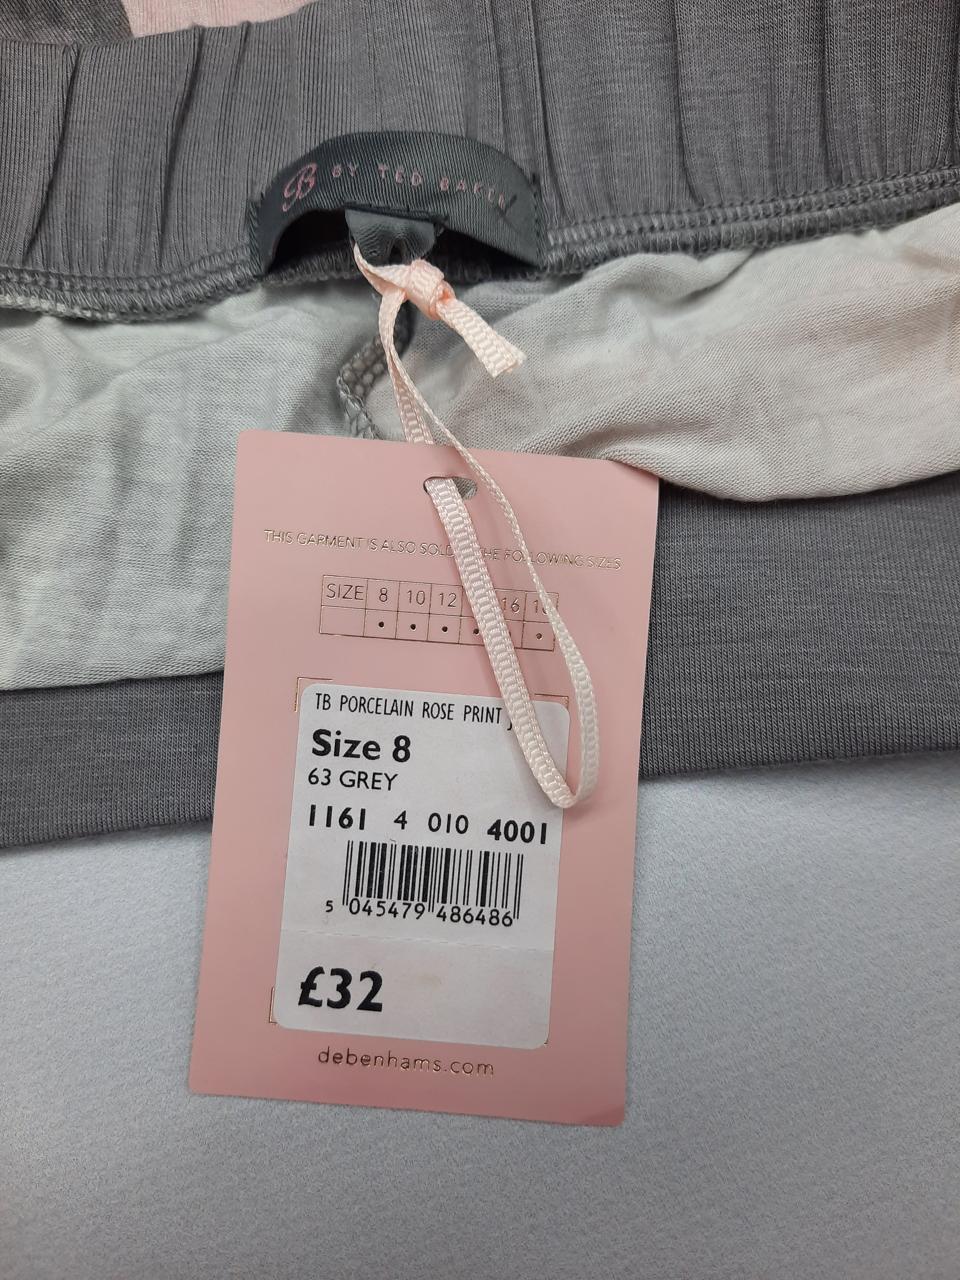 B BY TED BAKER
THIS GARMENT IS ALSO SOLD THE FOLLOWING SIZES
SIZE 8 10 12 16
TB PORCELAIN ROSE PRINT
Size 8
63 GREY
1161 4 010 4001
5 045479 486486
£32
debenhams.com